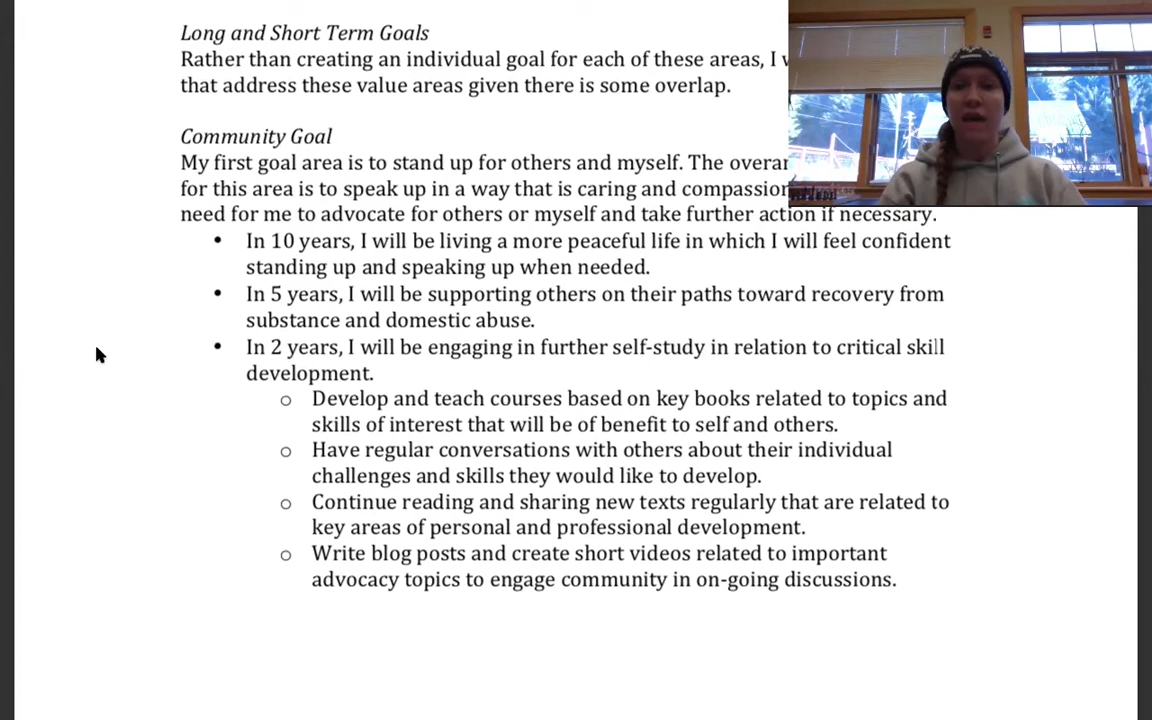 Long and Short Term Goals
Rather than creating an individual goal for each of these areas, I
that address these value areas given there is some overlap.
Community Goal
My first goal area is to stand up for others and myself. The
for this area is to speak up in a way that is caring and
need for me to advocate for others or myself and take further action if necessary.
• In 10 years, I will be living a more peaceful life in which I will feel confident
standing up and speaking up when needed.
• In 5 years, I will be supporting others on their paths toward recovery from
substance and domestic abuse.
• In 2 years, I will be engaging in further self-study in relation to critical skill
development.
o Develop and teach courses based on key books related to topics and
skills of interest that will be of benefit to self and others.
o Have regular conversations with others about their individual
challenges and skills they would like to develop.
o Continue reading and sharing new texts regularly that are related to
key areas of personal and professional development.
o Write blog posts and create short videos related to important
advocacy topics to engage community in on-going discussions.